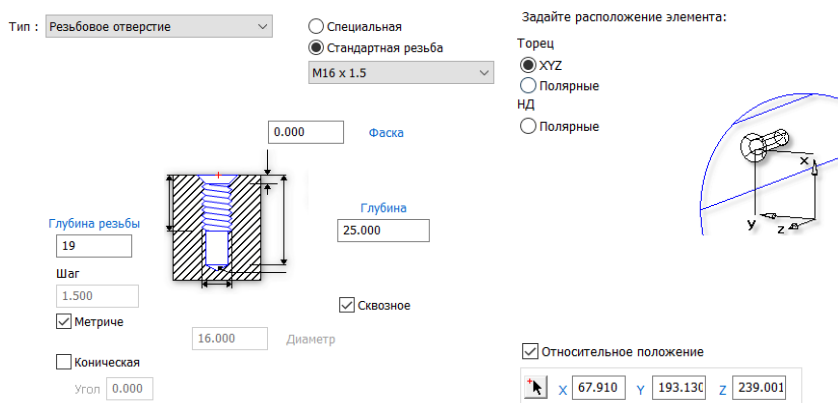 Тип : Резьбовое отверстие
Специальная
Стандартная резьба
M16 x 1.5
0.000 Фаска
Глубина резьбы
19
Глубина
25.000
Шаг
1.500
Метриче
Сквозное
16.000 Диаметр
Коническая
Угол 0.000
Задайте расположение элемента:
Торец
XYZ
Полярные
НД
Полярные
X
Y
Z
Относительное положение
X 67.910 Y 193.130 Z 239.001